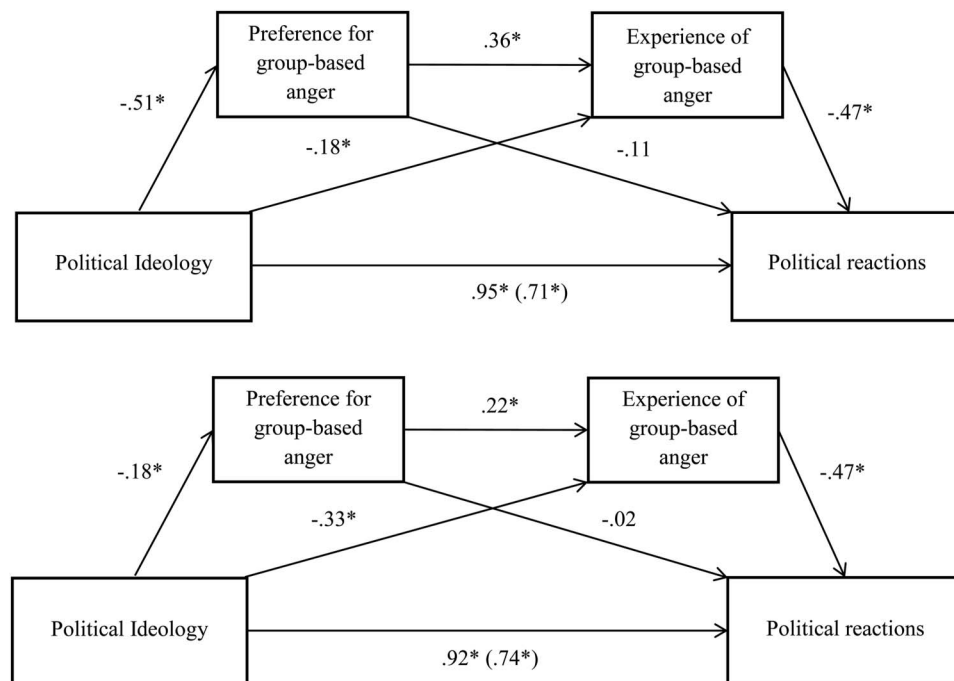 Preference for
group-based
anger
.36*
Experience of
group-based
anger
-.51*
-.18*
-.11
-.47*
Political Ideology
Political reactions
.95* (.71*)
Preference for
group-based
anger
.22*
Experience of
group-based
anger
-.18*
-.33*
-.02
-.47*
Political Ideology
Political reactions
.92* (.74*)